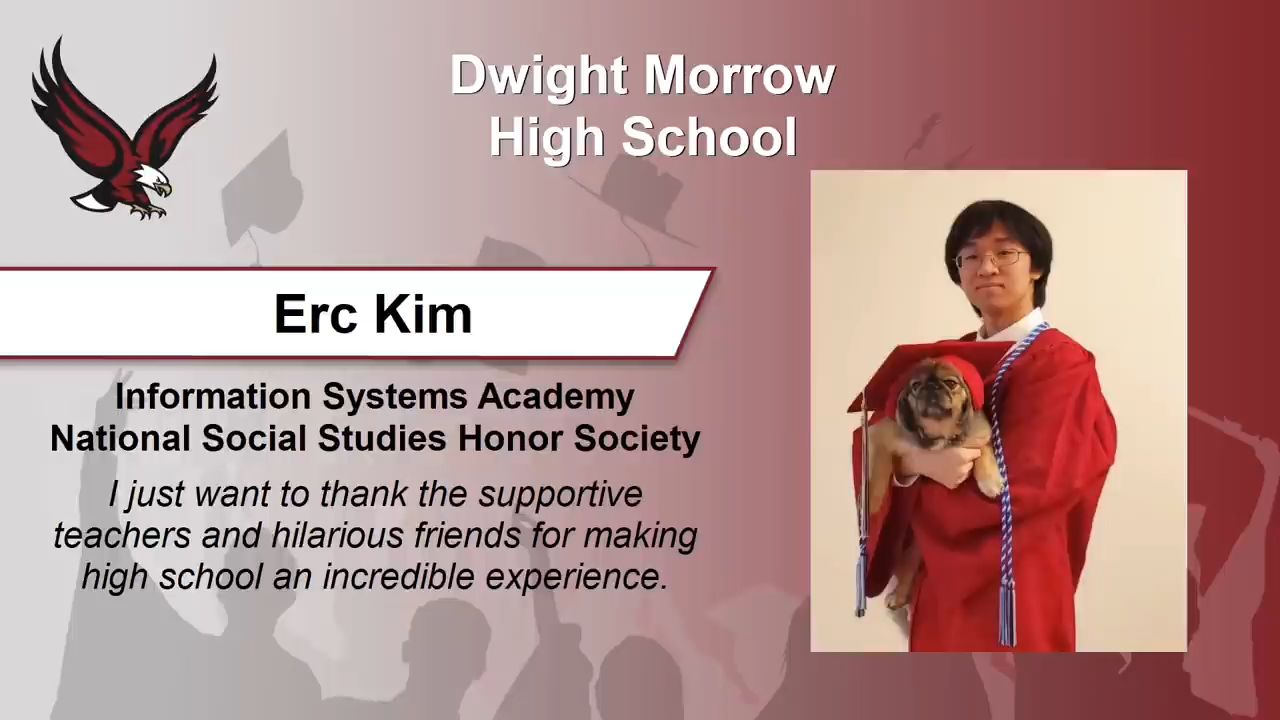 Dwight Morrow
High School
Erc Kim
Information Systems Academy
National Social Studies Honor Society
I just want to thank the supportive
teachers and hilarious friends for making
high school an incredible experience.